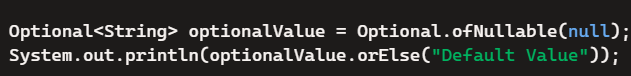 Optional<String> optionalValue = Optional.ofNullable(null);
System.out.println(optionalValue.orElse("Default Value"));